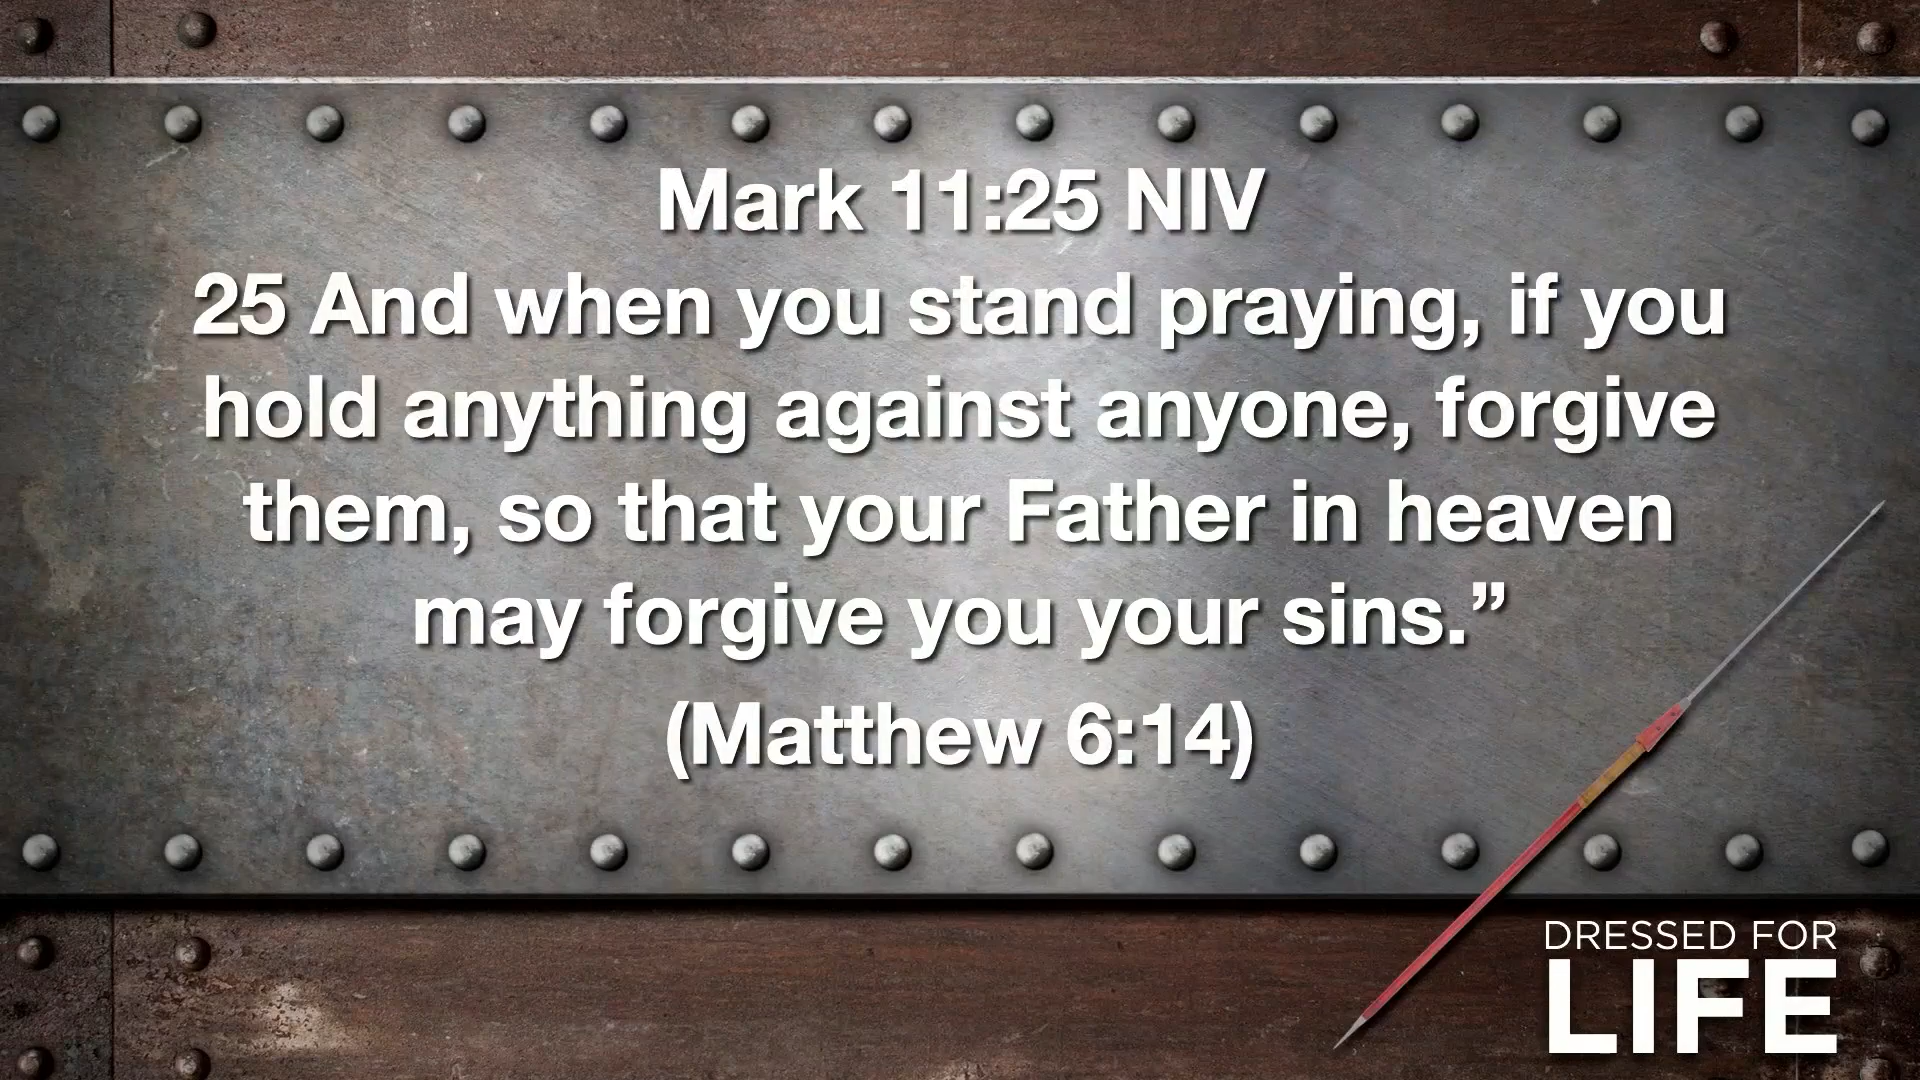 Mark 11:25 NIV
25 And when you stand praying, if you
hold anything against anyone, forgive
them, so that your Father in heaven
may forgive you your sins.”
(Matthew 6:14)
DRESSED FOR
LIFE